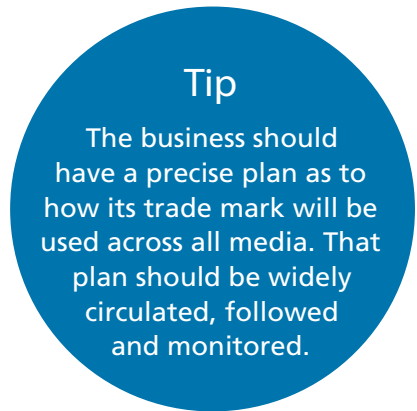 Tip
The business should
have a precise plan as to
how its trade mark will be
used across all media. That
plan should be widely
circulated, followed
and monitored.